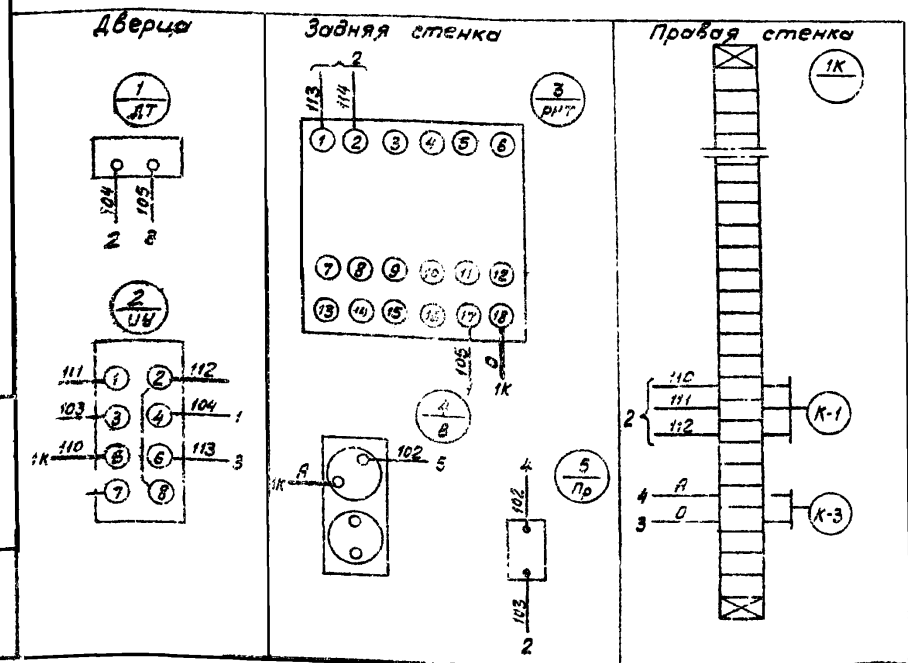 Дверца
1
ДТ
104 105
2
2
111 1 2 112
103 3 4 104 1
1К 110 5 6 113 3
7 8
Задняя стенка
2
113 114
3
РНТ
1 2 3 4 5 6
7 8 9 10 11 12
13 14 15 16 17 18
105 0
1К
4
В
102 5
1К А
5
Пр
4
102
103
2
Правая стенка
1К
110
2 111 К-1
112
4 А
3 0 К-3